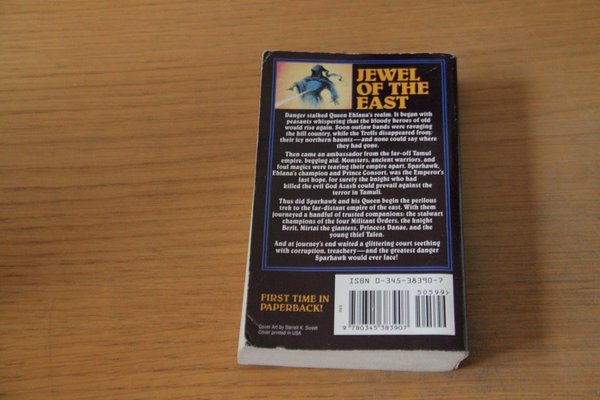 JEWEL
OF THE
EAST
Danger stalked Queen Ehlana's realm. It began with
peasants whispering that the bloody heroes of old
would rise again. Soon outlaw bands were ravaging
the hill country, while the Trolls disappeared from
their icy northern haunts—and none could say where
they had gone.
Then came an ambassador from the far-off Tamul
empire, begging aid. Monsters, ancient warriors, and
foul magics were tearing their empire apart. Sparhawk,
Ehlana's champion and Prince Consort, was the Emperor's
last hope, for surely the knight who had
killed the evil God Azash could prevail against the
terror in Tamuli.
Thus did Sparhawk and his Queen begin the perilous
trek to the far-distant empire of the east. With them
journeyed a handful of trusted companions: the stalwart
champions of the four Militant Orders, the knight
Berit, Mirtai the giantess, Princess Danae, and the
young thief Talen.
And at journey's end waited a glittering court seething
with corruption, treachery—and the greatest danger
Sparhawk would ever face!
ISBN 0-345-38390-7
50599
FIRST TIME IN
PAPERBACK!
9 780345 383907
Cover Art by Darrell K. Sweet
Cover printed in USA